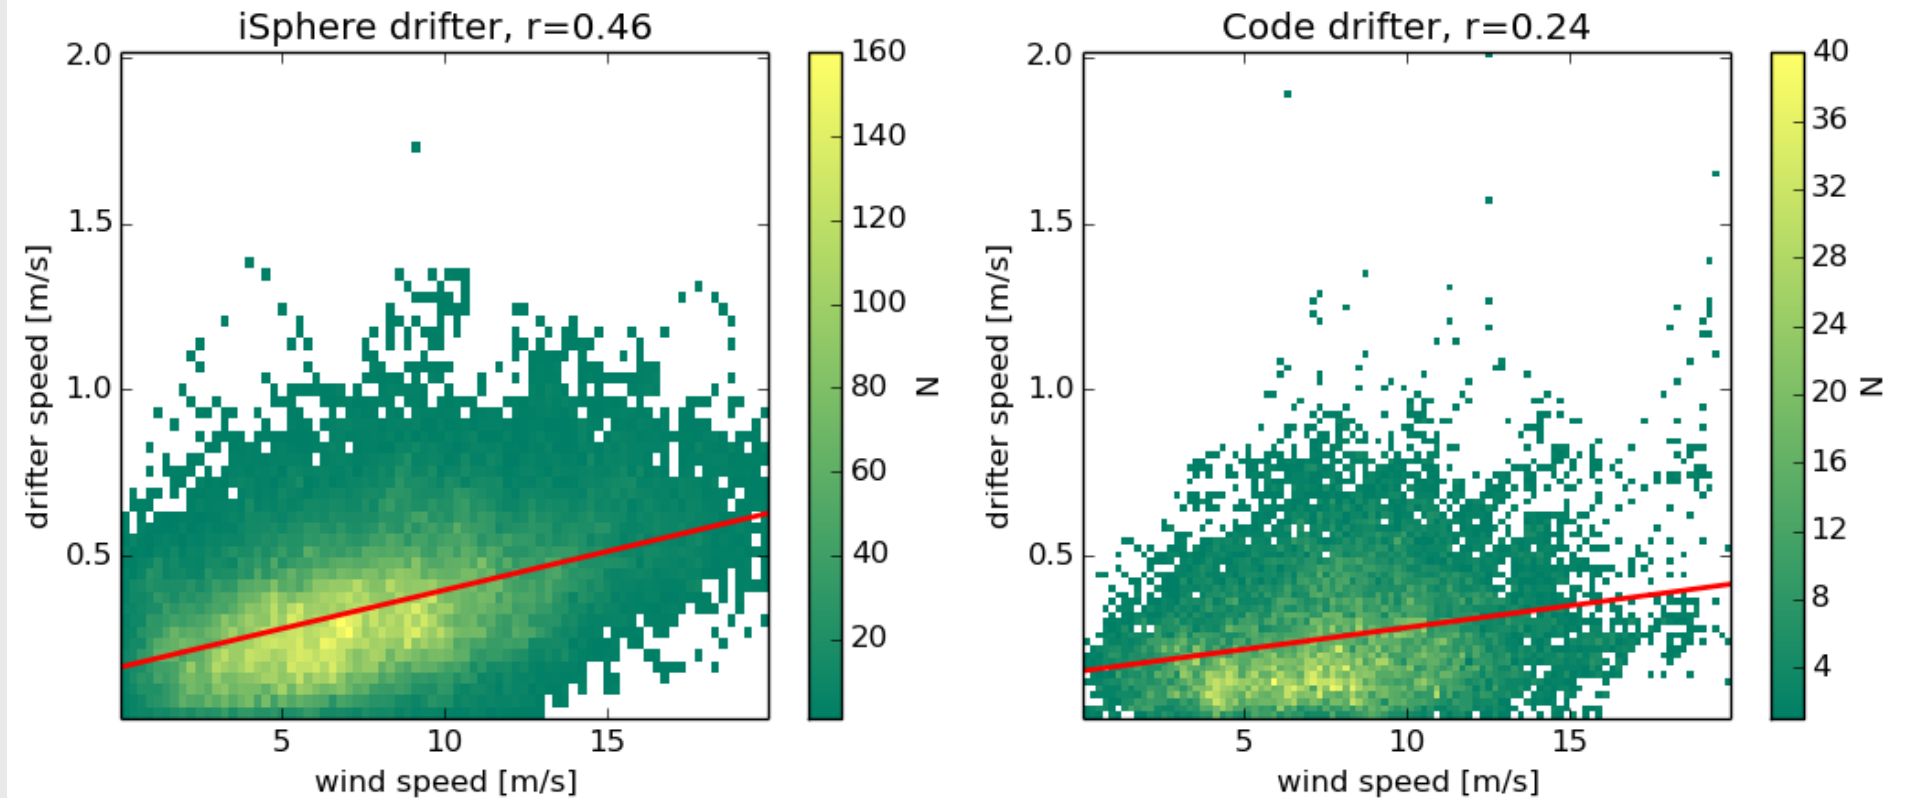 iSphere drifter, r=0.46
2.0
1.5
1.0
0.5
drifter speed [m/s]
5 10 15
wind speed [m/s]
160
140
120
100
80
60
40
20
N
Code drifter, r=0.24
2.0
1.5
1.0
0.5
drifter speed [m/s]
5 10 15
wind speed [m/s]
40
36
32
28
24
20
16
12
8
4
N